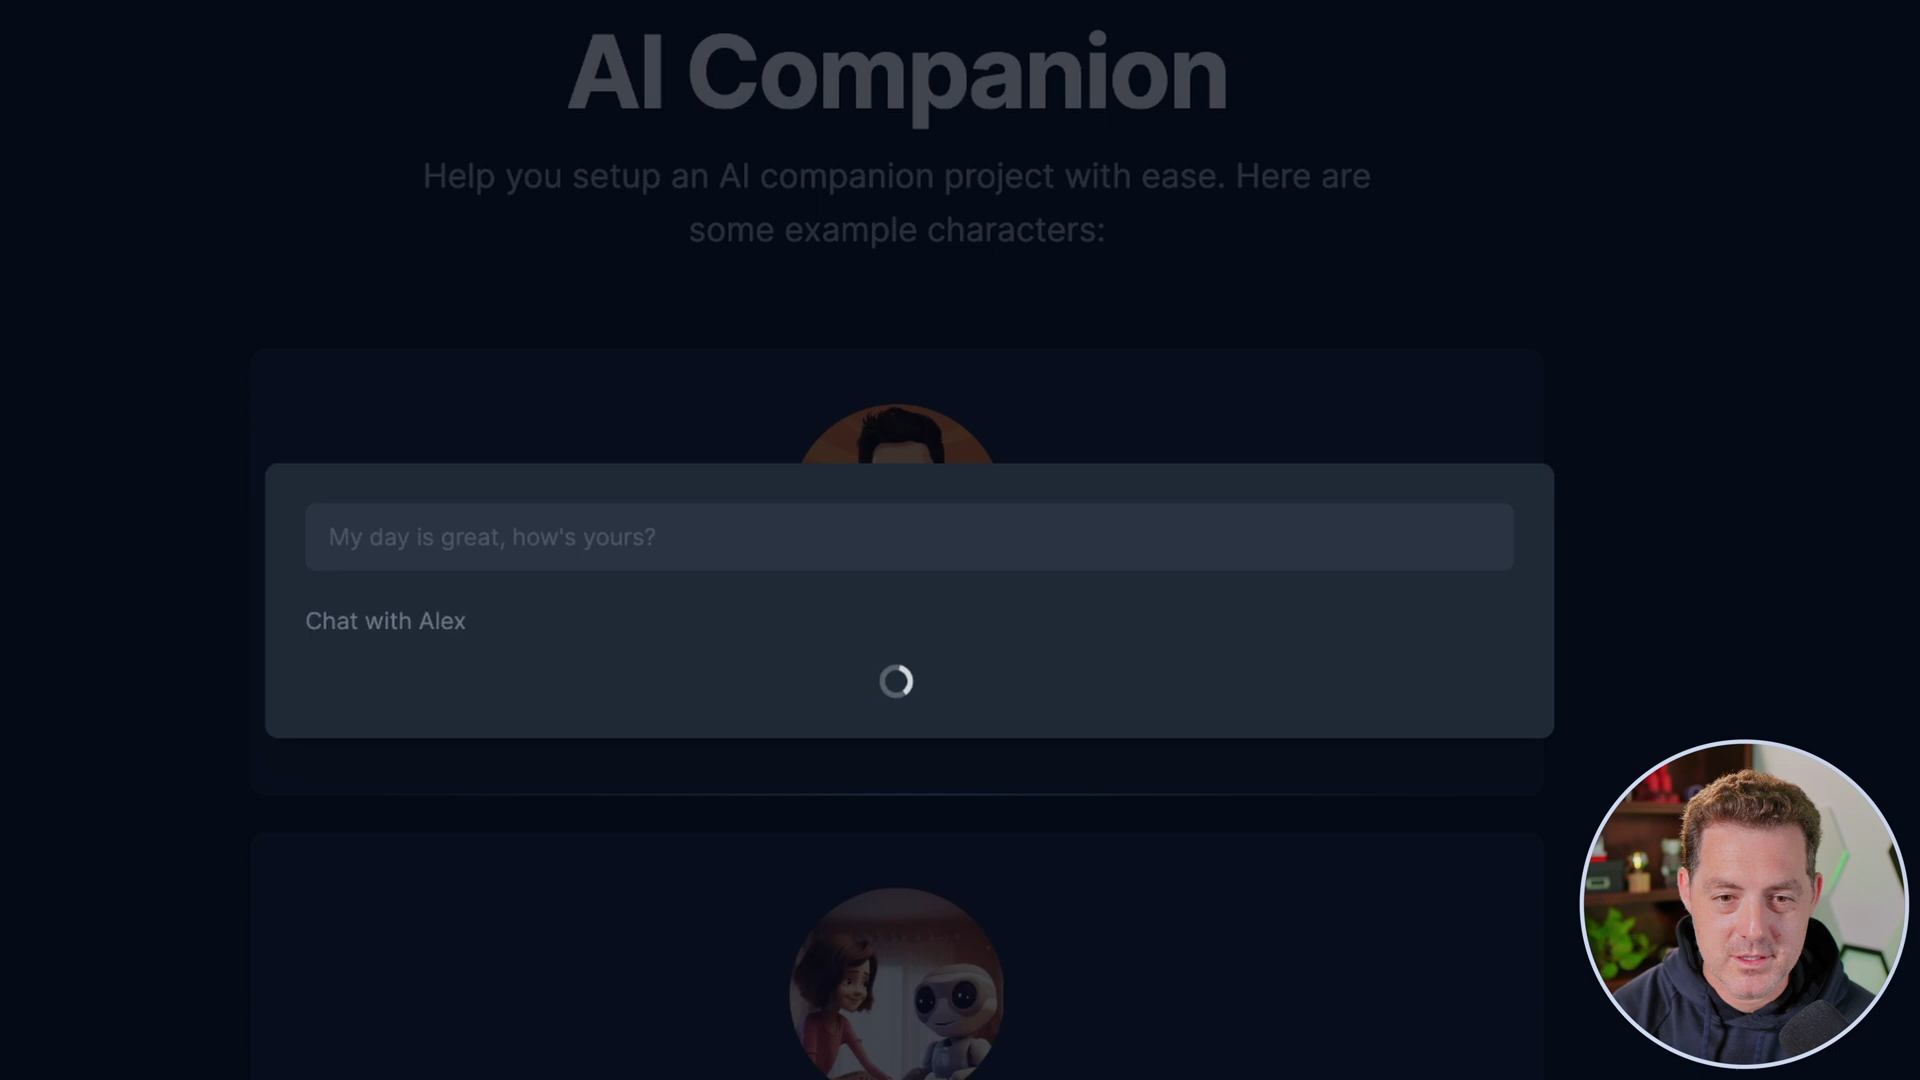 AI Companion
Help you setup an AI companion project with ease. Here are
some example characters:
My day is great, how's yours?
Chat with Alex